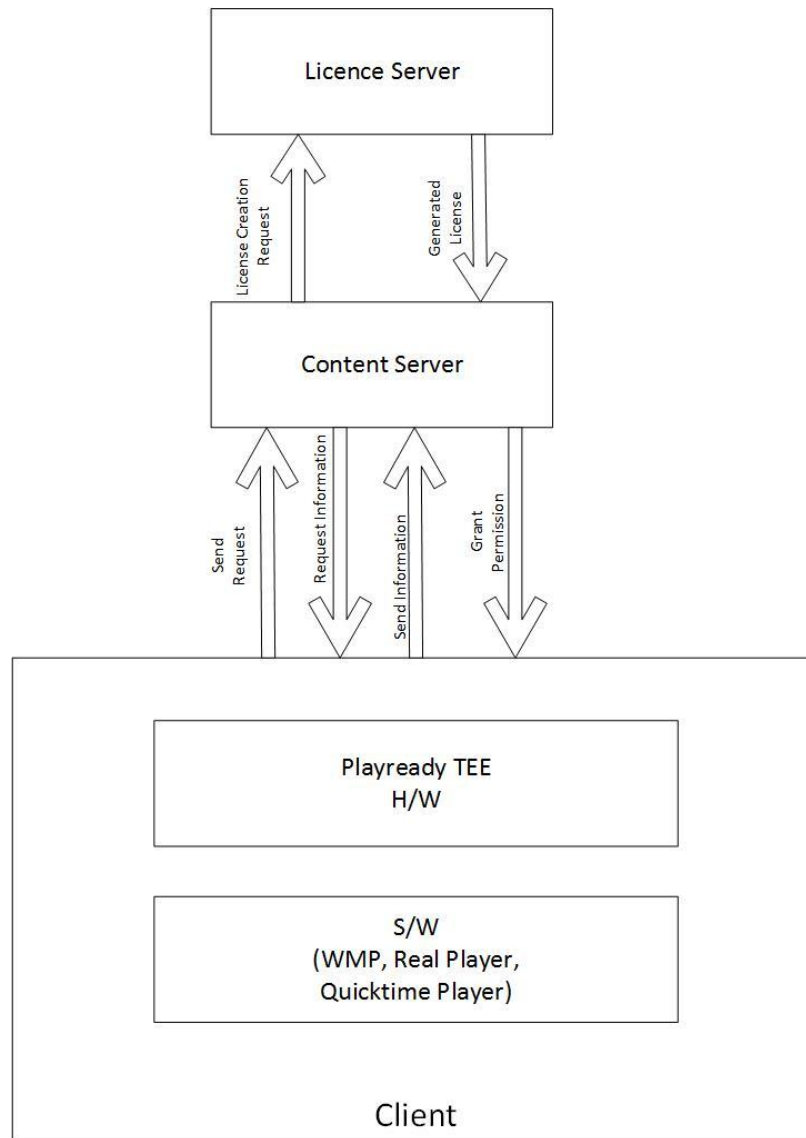 Licence Server
License Creation
Request
Generated
License
Content Server
Send
Request
Request Information
Send Information
Grant
Permission
Playready TEE
H/W
S/W
(WMP, Real Player,
Quicktime Player)
Client